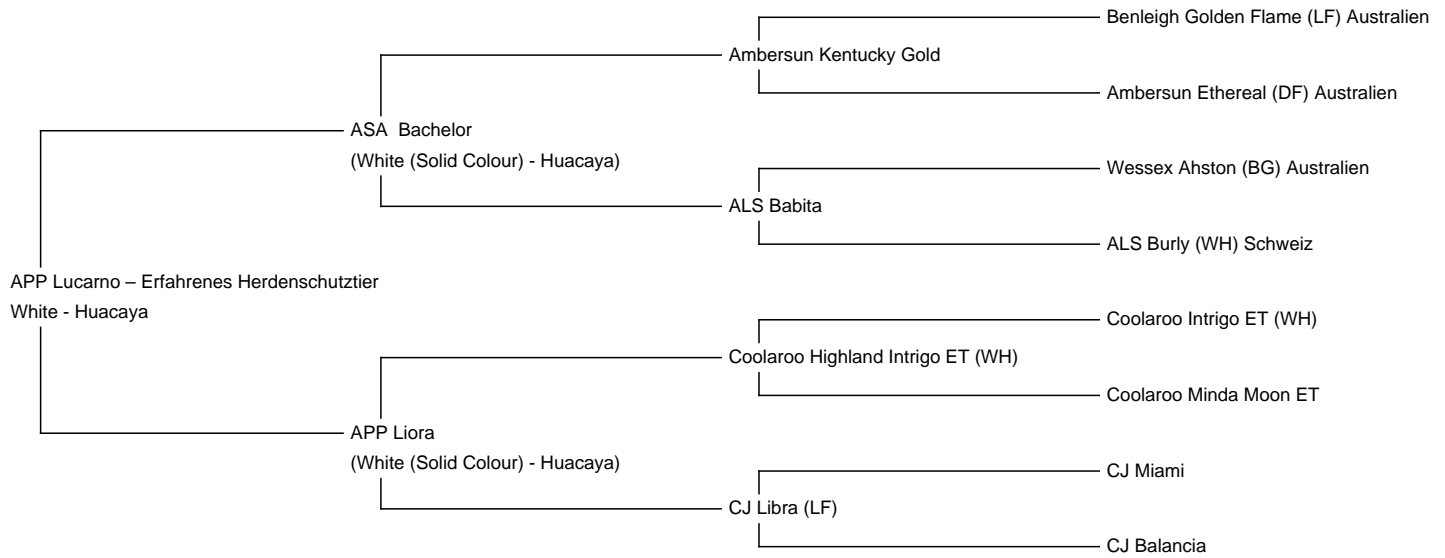 Benleigh Golden Flame (LF) Australien
Ambersun Kentucky Gold
Ambersun Ethereal (DF) Australien
ASA  Bachelor
(White (Solid Colour) - Huacaya)
Wessex Ahston (BG) Australien
ALS Babita
ALS Burly (WH) Schweiz
APP Lucarno – Erfahrenes Herdenschutztier
White - Huacaya
Coolaroo Intrigo ET (WH)
Coolaroo Highland Intrigo ET (WH)
Coolaroo Minda Moon ET
APP Liora
(White (Solid Colour) - Huacaya)
CJ Miami
CJ Libra (LF)
CJ Balancia